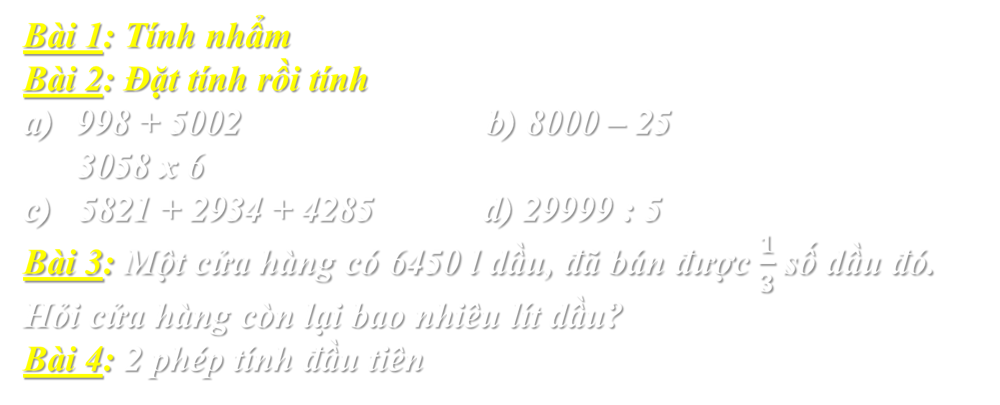 Bài 1: Tính nhẩm
Bài 2: Đặt tính rồi tính
a) 998 + 5002 b) 8000 – 25
3058 x 6
c) 5821 + 2934 + 4285 d) 29999 : 5
Bài 3: Một cửa hàng có 6450 l dầu, đã bán được 1/3 số dầu đó.
Hỏi cửa hàng còn lại bao nhiêu lít dầu?
Bài 4: 2 phép tính đầu tiên